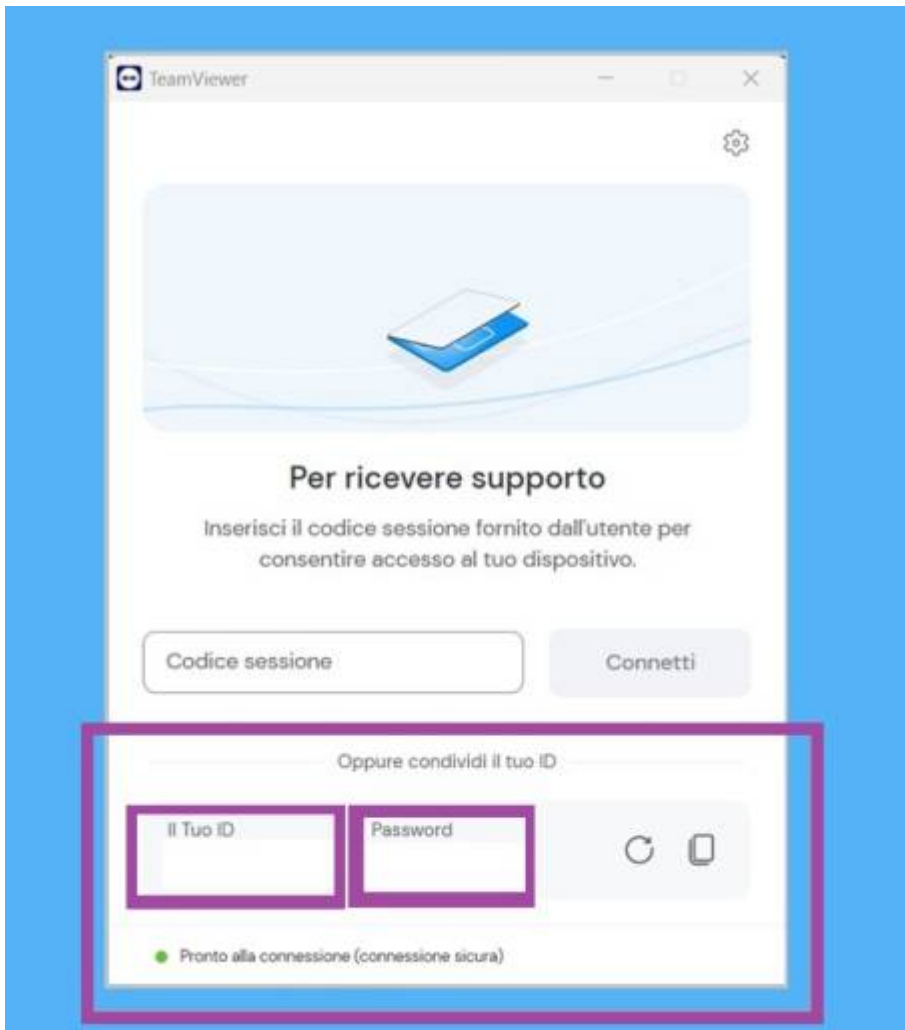 TeamViewer
Per ricevere supporto
Inserisci il codice sessione fornito dall'utente per
consentire accesso al tuo dispositivo.
Codice sessione
Connetti
Oppure condividi il tuo ID
Il Tuo ID
Password
Pronto alla connessione (connessione sicura)